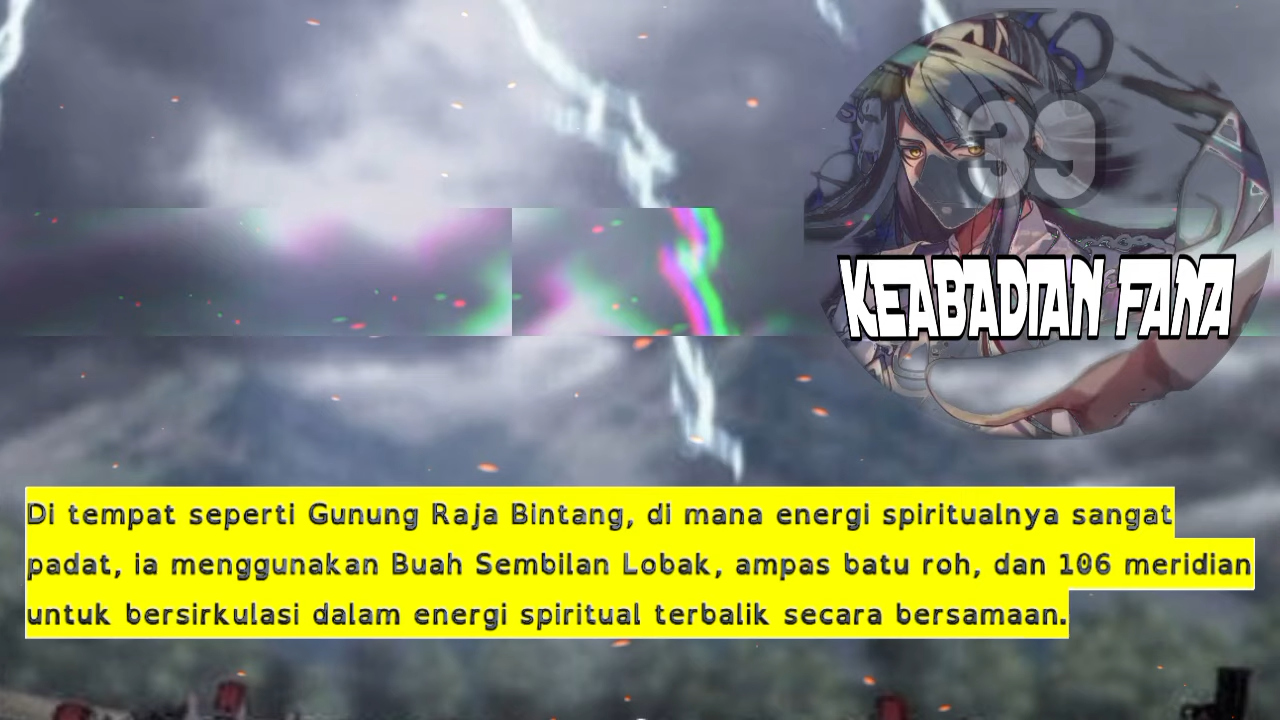 39
KEABADIAN FANA
Di tempat seperti Gunung Raja Bintang, di mana energi spiritualnya sangat
padat, ia menggunakan Buah Sembilan Lobak, ampas batu roh, dan 106 meridian
untuk bersirkulasi dalam energi spiritual terbalik secara bersamaan.